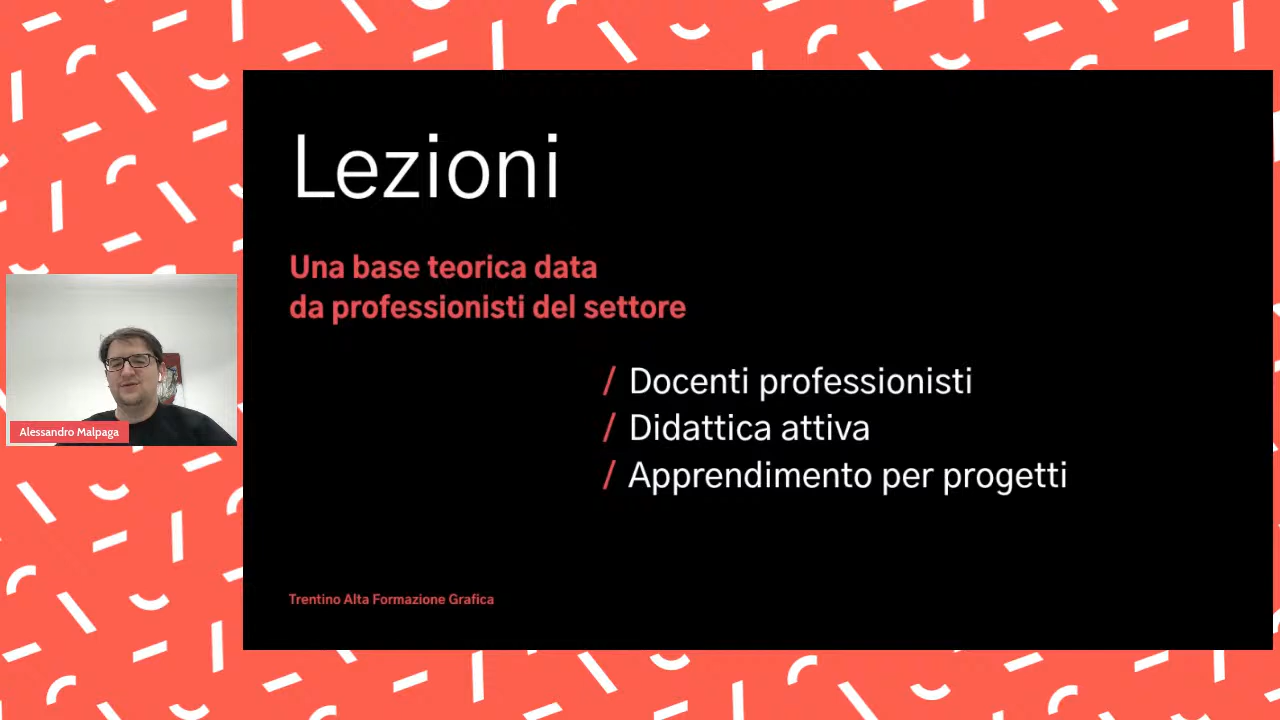 Lezioni
Una base teorica data
da professionisti del settore
/ Docenti professionisti
/ Didattica attiva
/ Apprendimento per progetti
Alessandro Malpaga
Trentino Alta Formazione Grafica